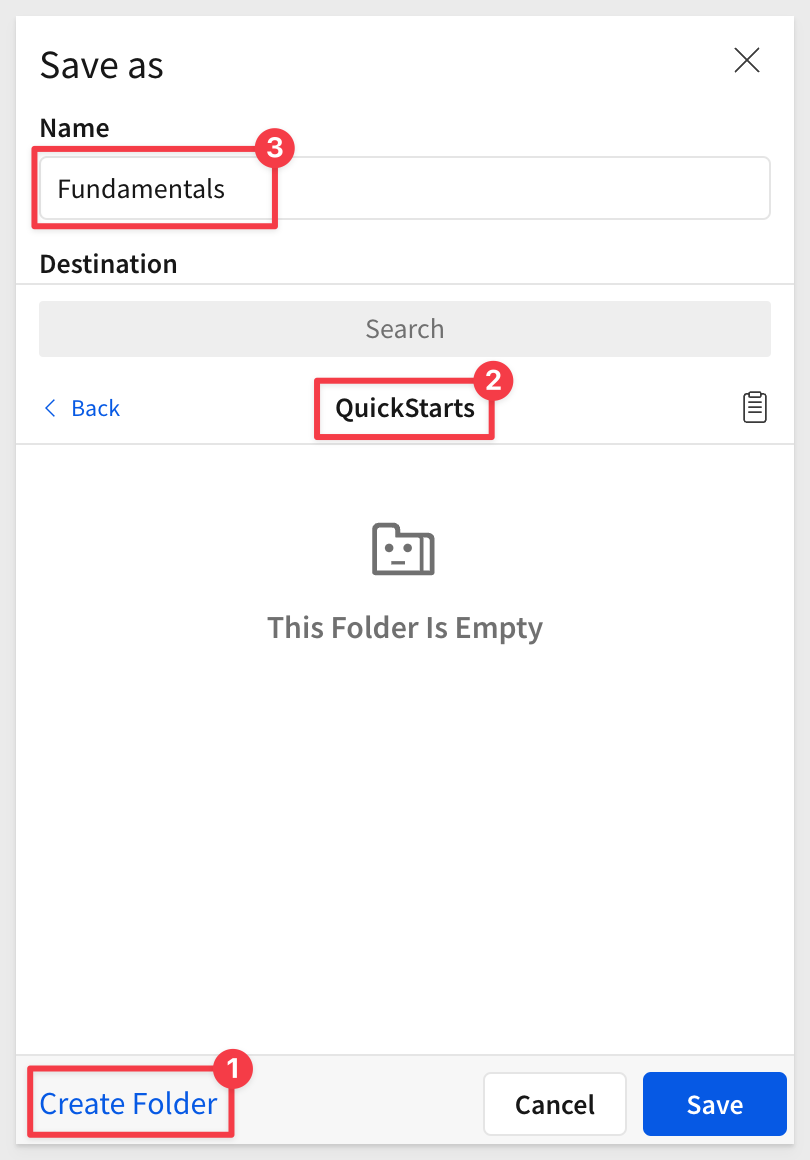 Save as
Name
3
Fundamentals
Destination
Search
2
Back
QuickStarts
This Folder Is Empty
1
Create Folder
Cancel
Save